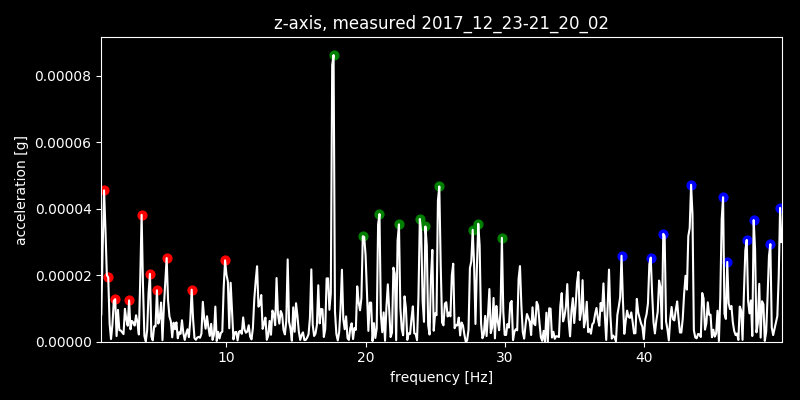 z-axis, measured 2017_12_23-21_20_02
0.00008
0.00006
0.00004
0.00002
0.00000
acceleration [g]
10 20 30 40
frequency [Hz]